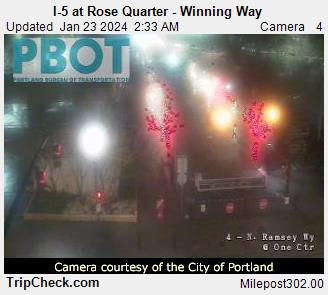 I-5 at Rose Quarter - Winning Way
Updated Jan 23 2024 2:33 AM Camera 4
PBOT
PORTLAND BUREAU OF TRANSPORTATION
4 - N. Ramsey Wy
@ One Ctr
Camera courtesy of the City of Portland
TripCheck.com Milepost302.00